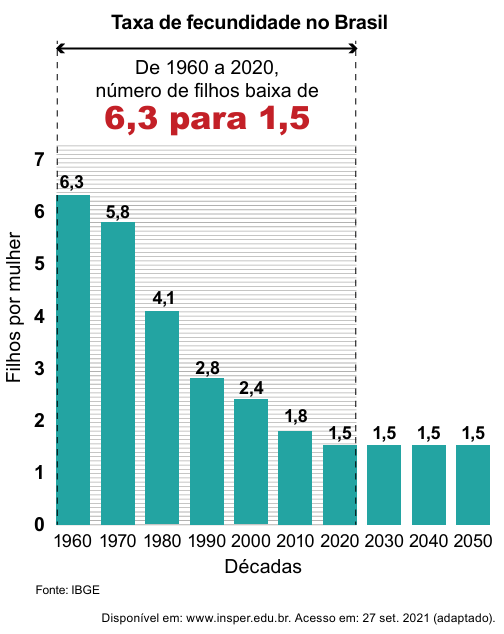 Taxa de fecundidade no Brasil
De 1960 a 2020,
número de filhos baixa de
6,3 para 1,5
Filhos por mulher
7
6
5
4
3
2
1
0
6,3
5,8
4,1
2,8
2,4
1,8
1,5
1,5
1,5
1,5
1960 1970 1980 1990 2000 2010 2020 2030 2040 2050
Décadas
Fonte: IBGE
Disponível em: www.insper.edu.br. Acesso em: 27 set. 2021 (adaptado).